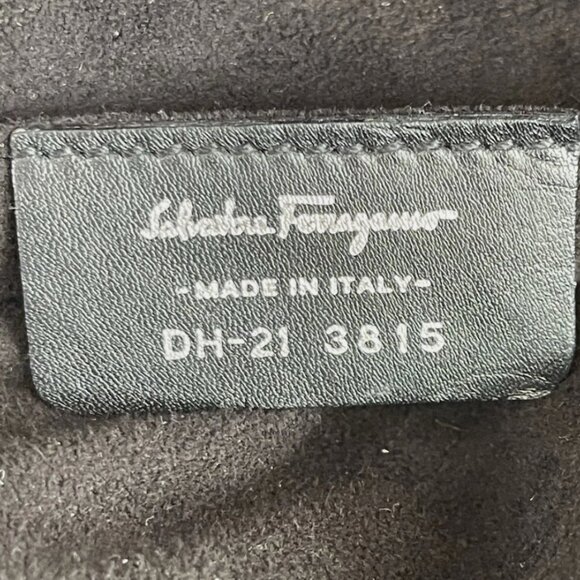 Salvatore Ferragamo
-MADE IN ITALY-
DH-21 3815